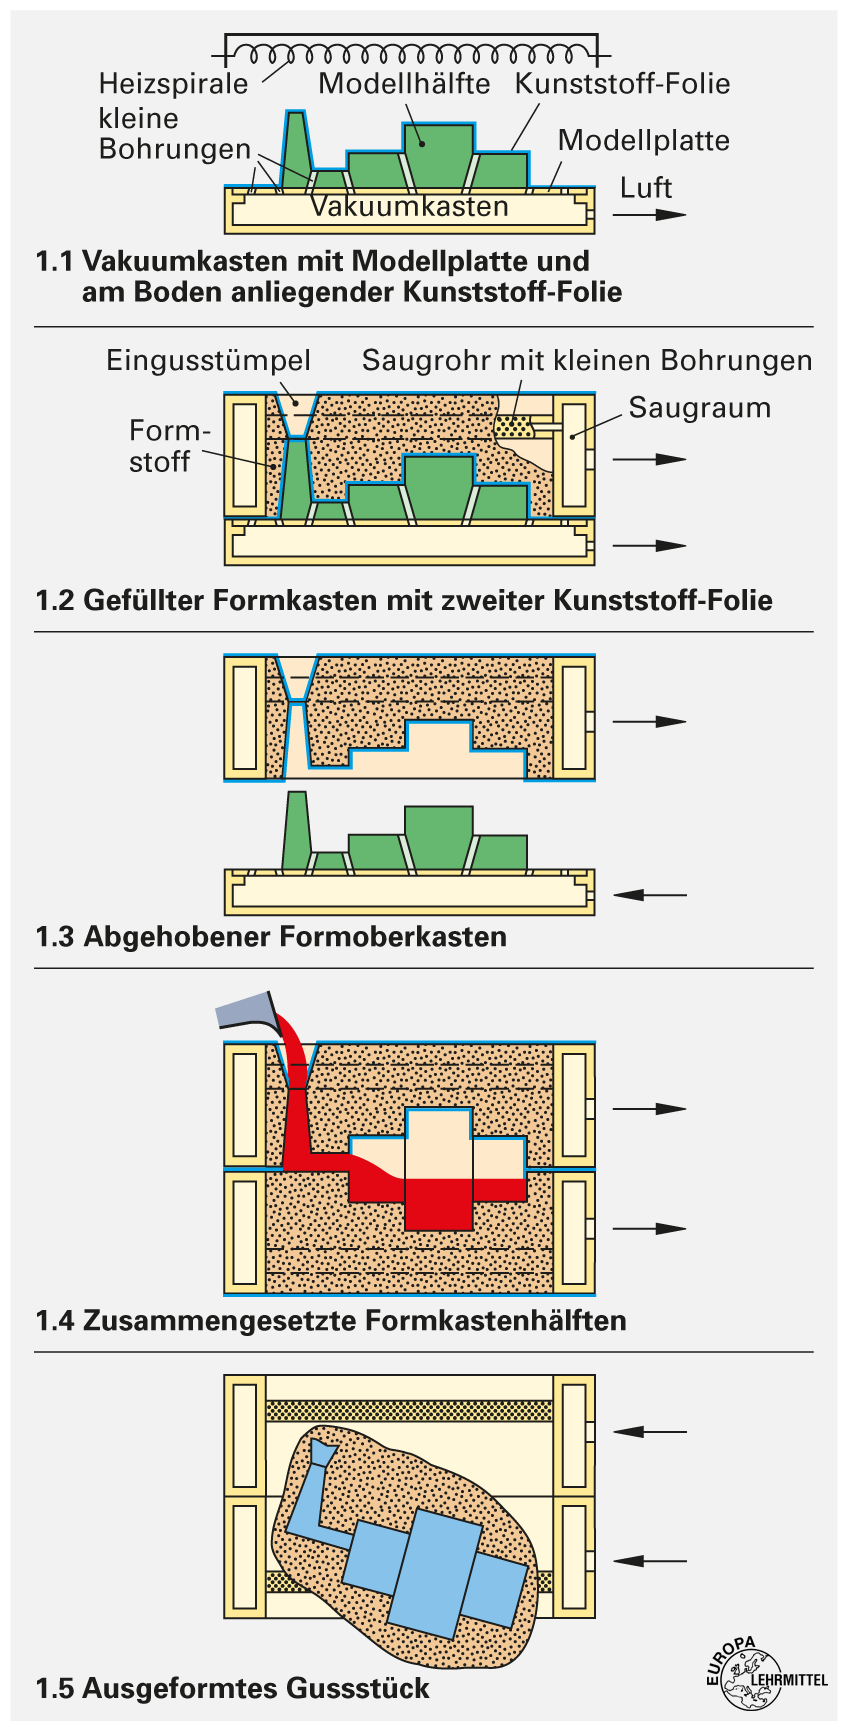 Heizspirale Modellhälfte Kunststoff-Folie
kleine
Bohrungen Modellplatte
Luft
Vakuumkasten
1.1 Vakuumkasten mit Modellplatte und
am Boden anliegender Kunststoff-Folie
Eingusstümpel Saugrohr mit kleinen Bohrungen
Saugraum
Form-
stoff
1.2 Gefüllter Formkasten mit zweiter Kunststoff-Folie
1.3 Abgehobener Formoberkasten
1.4 Zusammengesetzte Formkastenhälften
1.5 Ausgeformtes Gussstück
EUROPA
LEHRMITTEL